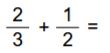 2/3 + 1/2 =